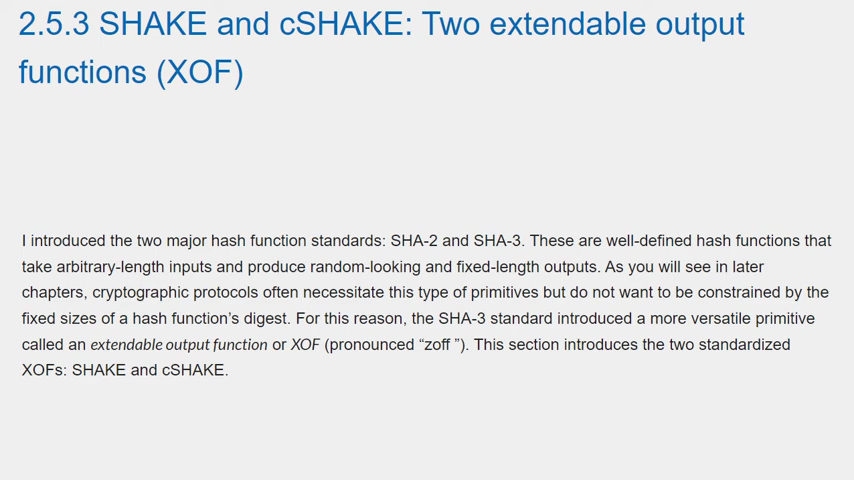 2.5.3 SHAKE and cSHAKE: Two extendable output
functions (XOF)
I introduced the two major hash function standards: SHA-2 and SHA-3. These are well-defined hash functions that
take arbitrary-length inputs and produce random-looking and fixed-length outputs. As you will see in later
chapters, cryptographic protocols often necessitate this type of primitives but do not want to be constrained by the
fixed sizes of a hash function’s digest. For this reason, the SHA-3 standard introduced a more versatile primitive
called an extendable output function or XOF (pronounced “zoff ”). This section introduces the two standardized
XOFs: SHAKE and cSHAKE.